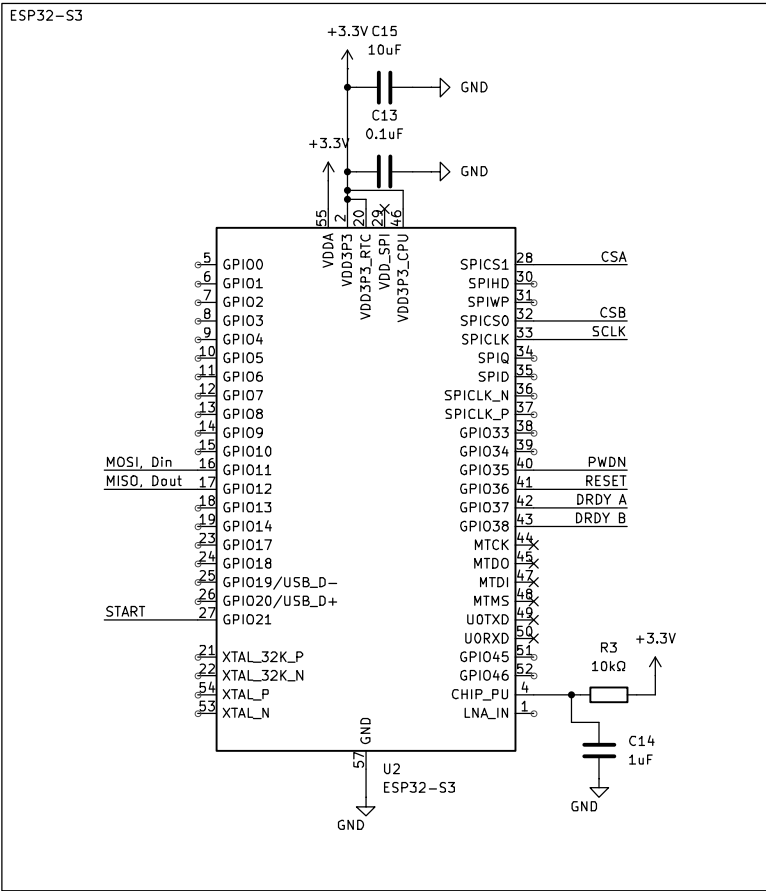 ESP32-S3
+3.3V C15
10uF
GND
C13
0.1uF
+3.3V
GND
55 2 20 29 46
VDDA VDD3P3 VDD3P3_RTC VDD_SPI VDD3P3_CPU
5 GPIO0 SPICS1 28 CSA
6 GPIO1 SPIHD 30
7 GPIO2 SPIWP 31
8 GPIO3 SPICS0 32 CSB
9 GPIO4 SPICLK 33 SCLK
10 GPIO5 SPIQ 34
11 GPIO6 SPID 35
12 GPIO7 SPICLK_N 36
13 GPIO8 SPICLK_P 37
14 GPIO9 GPIO33 38
15 GPIO10 GPIO34 39
MOSI, Din 16 GPIO11 GPIO35 40 PWDN
MISO, Dout 17 GPIO12 GPIO36 41 RESET
18 GPIO13 GPIO37 42 DRDY A
19 GPIO14 GPIO38 43 DRDY B
23 GPIO17 MTCK 44
24 GPIO18 MTDO 45
25 GPIO19/USB_D- MTDI 47
26 GPIO20/USB_D+ MTMS 48
START 27 GPIO21 U0TXD 49
U0RXD 50
21 XTAL_32K_P GPIO45 51
22 XTAL_32K_N GPIO46 52
54 XTAL_P CHIP_PU 4
53 XTAL_N LNA_IN 1
R3 +3.3V
10kΩ
GND
57
U2
ESP32-S3
GND
C14
1uF
GND